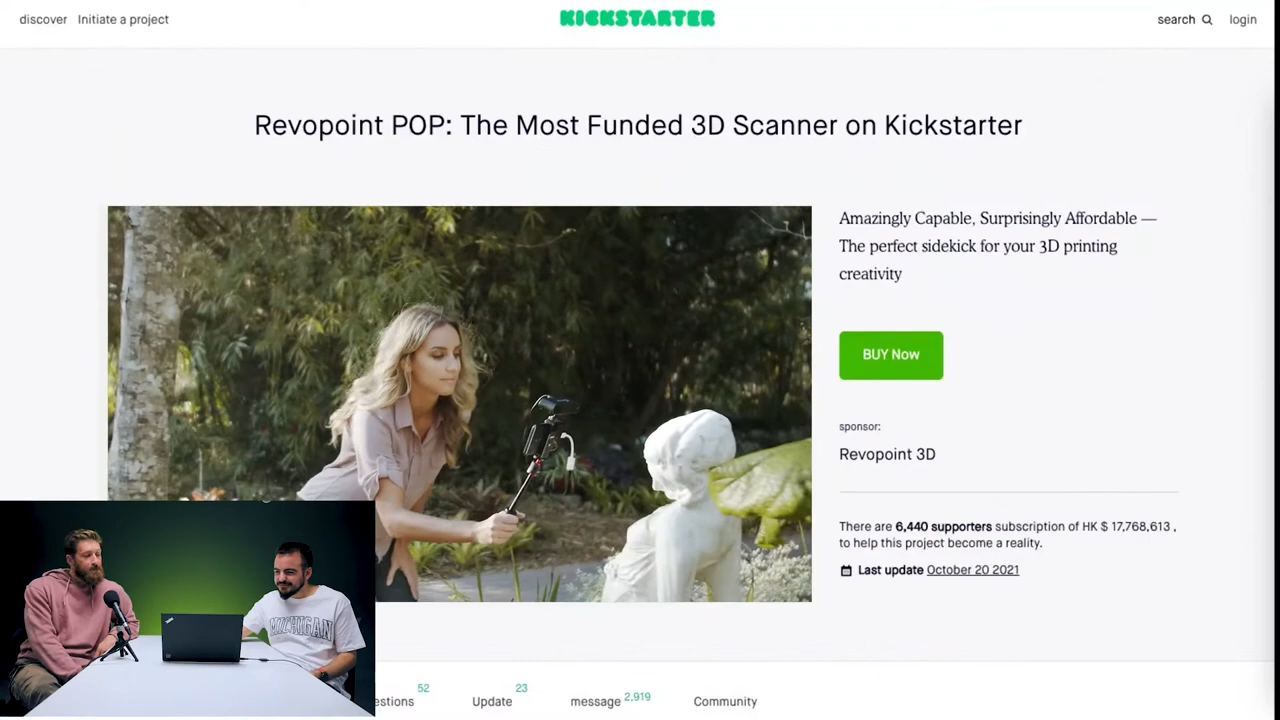 discover Initiate a project
KICKSTARTER
search login
Revopoint POP: The Most Funded 3D Scanner on Kickstarter
Amazingly Capable, Surprisingly Affordable —
The perfect sidekick for your 3D printing
creativity
BUY Now
sponsor:
Revopoint 3D
There are 6,440 supporters subscription of HK $ 17,768,613 ,
to help this project become a reality.
Last update October 20 2021
MICHIGAN
estions 52
Update 23
message 2,919
Community